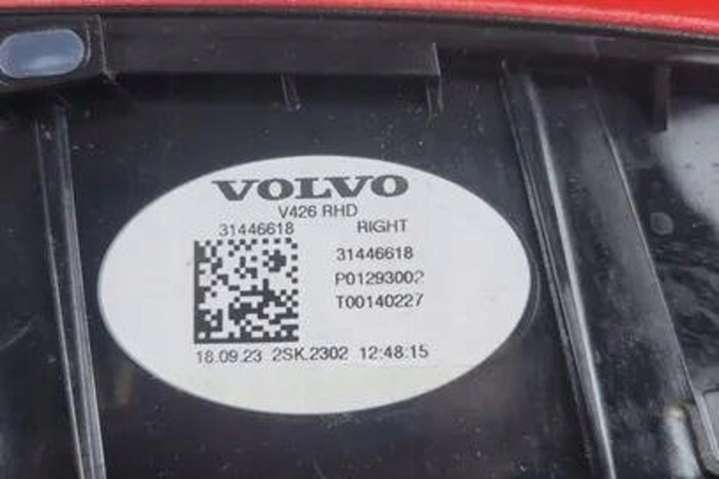 VOLVO
V426 RHD
31446618 RIGHT
31446618
P01293002
T00140227
18.09.23 2SK.2302 12:48:15